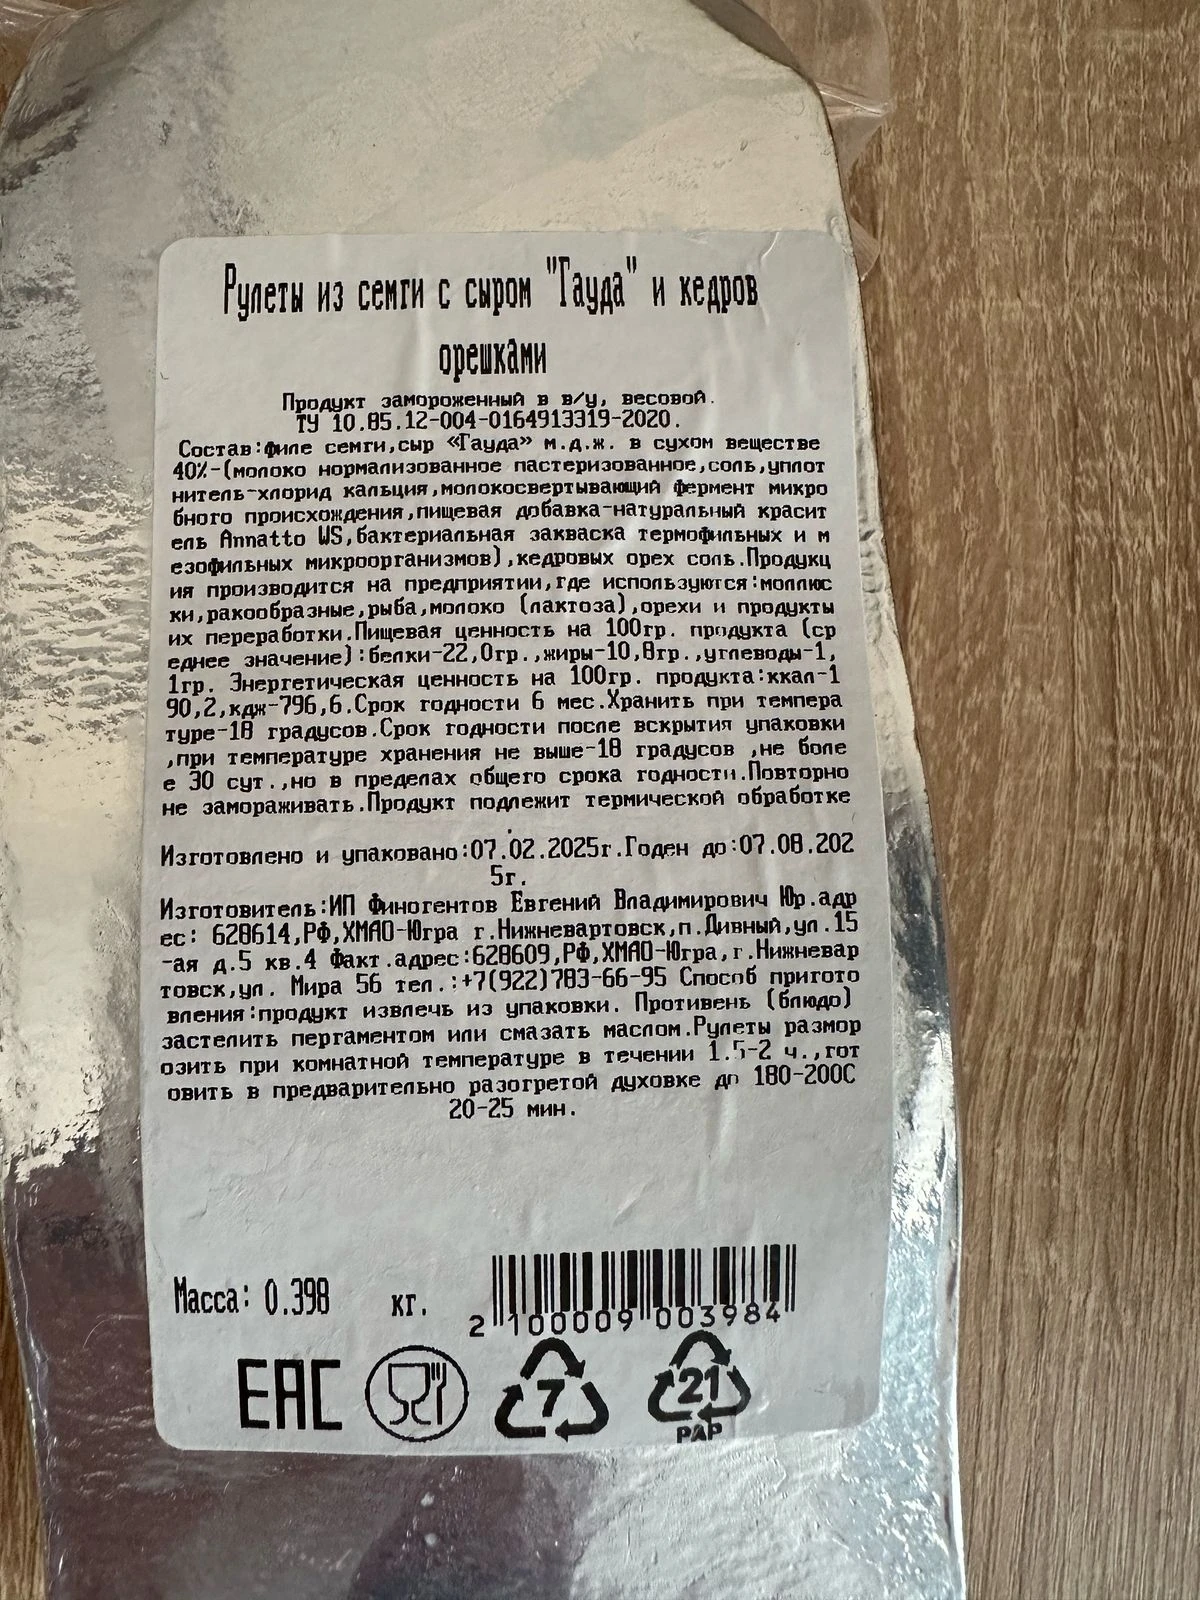 Рулеты из семги с сыром "Гауда" и кедров
орешками
Продукт замороженный в в/у, весовой.
ТУ 10.85.12-004-0164913319-2020.
Состав:филе семги,сыр «Гауда» м.д.ж. в сухом веществе
40%-(молоко нормализованное пастеризованное,соль,уплот
нитель-хлорид кальция,молокосвертывающий фермент микро
бного происхождения,пищевая добавка-натуральный красит
ель Annatto WS,бактериальная закваска термофильных и м
езофильных микроорганизмов),кедровых орех соль.Продукц
ия производится на предприятии,где используются:моллюс
ки,ракообразные,рыба,молоко (лактоза),орехи и продукты
их переработки.Пищевая ценность на 100гр. продукта (ср
еднее значение):белки-22,0гр.,жиры-10,8гр.,углеводы-1,
1гр. Энергетическая ценность на 100гр. продукта:ккал-1
90,2,кдж-796,6.Срок годности 6 мес.Хранить при темпера
туре-18 градусов.Срок годности после вскрытия упаковки
,при температуре хранения не выше-18 градусов ,не боле
е 30 сут.,но в пределах общего срока годности.Повторно
не замораживать.Продукт подлежит термической обработке
.
Изготовлено и упаковано:07.02.2025г.Годен до:07.08.202
5г.
Изготовитель:ИП Финогентов Евгений Владимирович Юр.адр
ес: 628614,РФ,ХМАО-Югра г.Нижневартовск,п.Дивный,ул.15
-ая д.5 кв.4 Факт.адрес:628609,РФ,ХМАО-Югра,г.Нижневар
товск,ул. Мира 56 тел.:+7(922)783-66-95 Способ пригото
вления:продукт извлечь из упаковки. Противень (блюдо)
застелить пергаментом или смазать маслом.Рулеты размор
озить при комнатной температуре в течении 1.5-2 ч.,гот
овить в предварительно разогретой духовке до 180-200С
20-25 мин.
Масса: 0.398 кг.
2 100009 003984
EAC
7
21
PAP